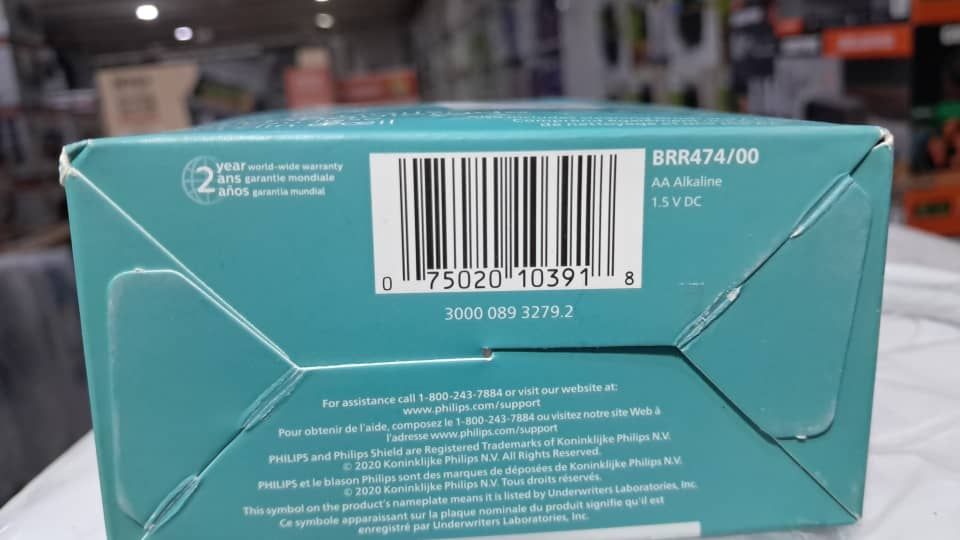 2 year world-wide warranty
ans garantie mondiale
años garantia mundial
BRR474/00
AA Alkaline
1.5 V DC
0 75020 10391 8
3000 089 3279.2
For assistance call 1-800-243-7884 or visit our website at:
www.philips.com/support
Pour obtenir de l'aide, composez le 1-800-243-7884 ou visitez notre site Web à
l'adresse www.philips.com/support
PHILIPS and Philips Shield are Registered Trademarks of Koninklijke Philips N.V.
© 2020 Koninklijke Philips N.V. All Rights Reserved.
PHILIPS et le blason Philips sont des marques de déposées de Koninklijke Philips N.V.
© 2020 Koninklijke Philips N.V. Tous droits réservés.
This symbol on the product's nameplate means it is listed by Underwriters Laboratories, Inc.
Ce symbole apparaissant sur la plaque nominale du produit signifie qu'il est
enregistré par Underwriters Laboratories, Inc.